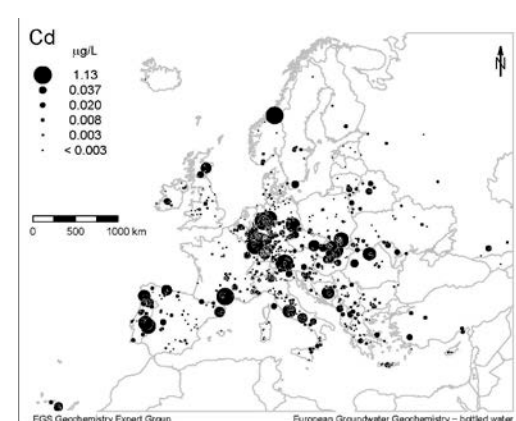 Cd
µg/L
1.13
0.037
0.020
0.008
0.003
< 0.003
N
0 500 1000 km
EGS Geochemistry Expert Group European Groundwater Geochemistry – bottled water